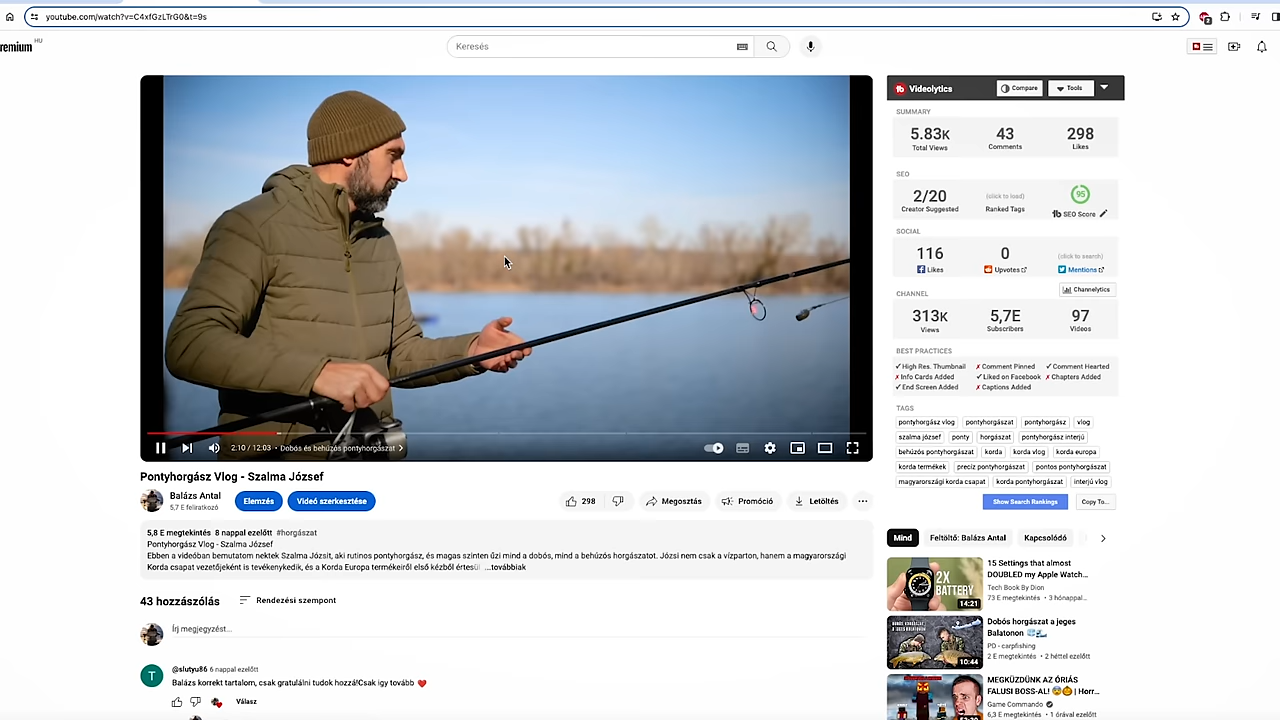 youtube.com/watch?v=C4xfGzLTrG0&t=9s
remium HU
Keresés
2:10 / 12:03 • Dobós és behúzós pontyhorgászat
Pontyhorgász Vlog - Szalma József
Balázs Antal
5,7 E feliratkozó
Elemzés
Videó szerkesztése
298
Megosztás
Promóció
Letöltés
5,8 E megtekintés 8 nappal ezelőtt #horgászat
Pontyhorgász Vlog - Szalma József
Ebben a videóban bemutatom nektek Szalma Józsit, aki rutinos pontyhorgász, és magas szinten űzi mind a dobós, mind a behúzós horgászatot. Józsi nem csak a vízparton, hanem a magyarországi
Korda csapat vezetőjeként is tevékenykedik, és a Korda Europa termékeiről első kézből értesü ...továbbiak
43 hozzászólás
Rendezési szempont
Írj megjegyzést...
T
@slutyu86 6 nappal ezelőtt
Balázs korrekt tartalom, csak gratulálni tudok hozzá!Csak igy tovább ❤️
Válasz
tb Videolytics
Compare
Tools
SUMMARY
5.83K 43 298
Total Views Comments Likes
SEO
2/20 (click to load) 95
Creator Suggested Ranked Tags tb SEO Score
SOCIAL
116 0 (click to search)
Likes Upvotes Mentions
CHANNEL Channelytics
313K 5,7E 97
Views Subscribers Videos
BEST PRACTICES
✓ High Res. Thumbnail ✗ Comment Pinned ✓ Comment Hearted
✗ Info Cards Added ✓ Liked on Facebook ✗ Chapters Added
✓ End Screen Added ✗ Captions Added
TAGS
pontyhorgász vlog pontyhorgászat pontyhorgász vlog
szalma józsef ponty horgászat pontyhorgász interjú
behúzós pontyhorgászat korda korda vlog korda europa
korda termékek precíz pontyhorgászat pontos pontyhorgászat
magyarországi korda csapat korda pontyhorgászat interjú vlog
Show Search Rankings Copy To...
Mind Feltöltő: Balázs Antal Kapcsolódó
2X
BATTERY
14:21
15 Settings that almost
DOUBLED my Apple Watch...
Tech Book By Dion
73 E megtekintés • 3 hónappal...
10:44
Dobós horgászat a jeges
Balatonon
PD - carpfishing
2 E megtekintés • 2 héttel ezelőtt
MEGKÜZDÜNK AZ ÓRIÁS
FALUSI BOSS-AL! 😨🎃 | Horr...
Game Commando
6,3 E megtekintés • 1 órával ezelőtt